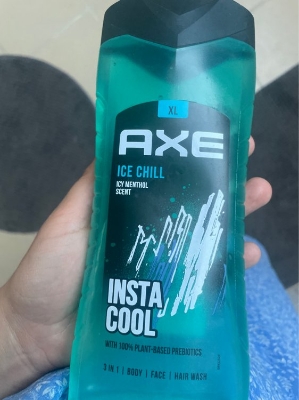 XL
AXE
ICE CHILL
ICY MENTHOL
SCENT
INSTA
COOL
WITH 100% PLANT-BASED PREBIOTICS
3 IN 1 | BODY | FACE | HAIR WASH